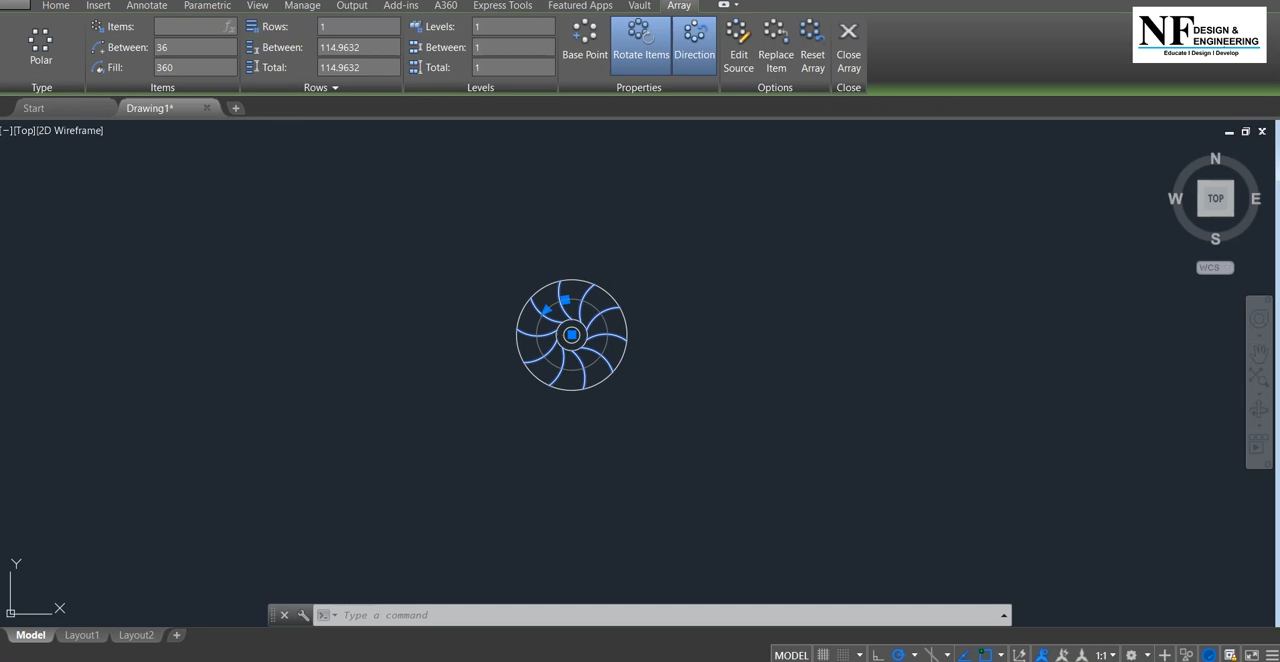 Home Insert Annotate Parametric View Manage Output Add-ins A360 Express Tools Featured Apps Vault Layout Array
Polar
Items:
Between: 36
Fill: 360
Rows: 1
Between: 114.9632
Total: 114.9632
Levels: 1
Between: 1
Total: 1
Base Point
Rotate Items
Direction
Edit Source
Replace Item
Reset Array
Close Array
Type Items Rows Levels Properties Options Close
NF DESIGN & ENGINEERING
Educate I Design I Develop
Start Drawing1*
[−][Top][2D Wireframe]
N
W TOP E
S
WCS
Y
X
Type a command
Model Layout1 Layout2
MODEL 1:1